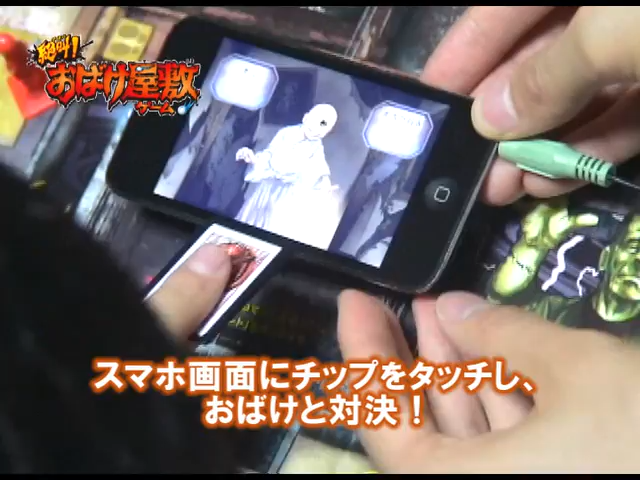 絶叫！
おばけ屋敷
ゲーム
スマホ画面にチップをタッチし、
おばけと対決！